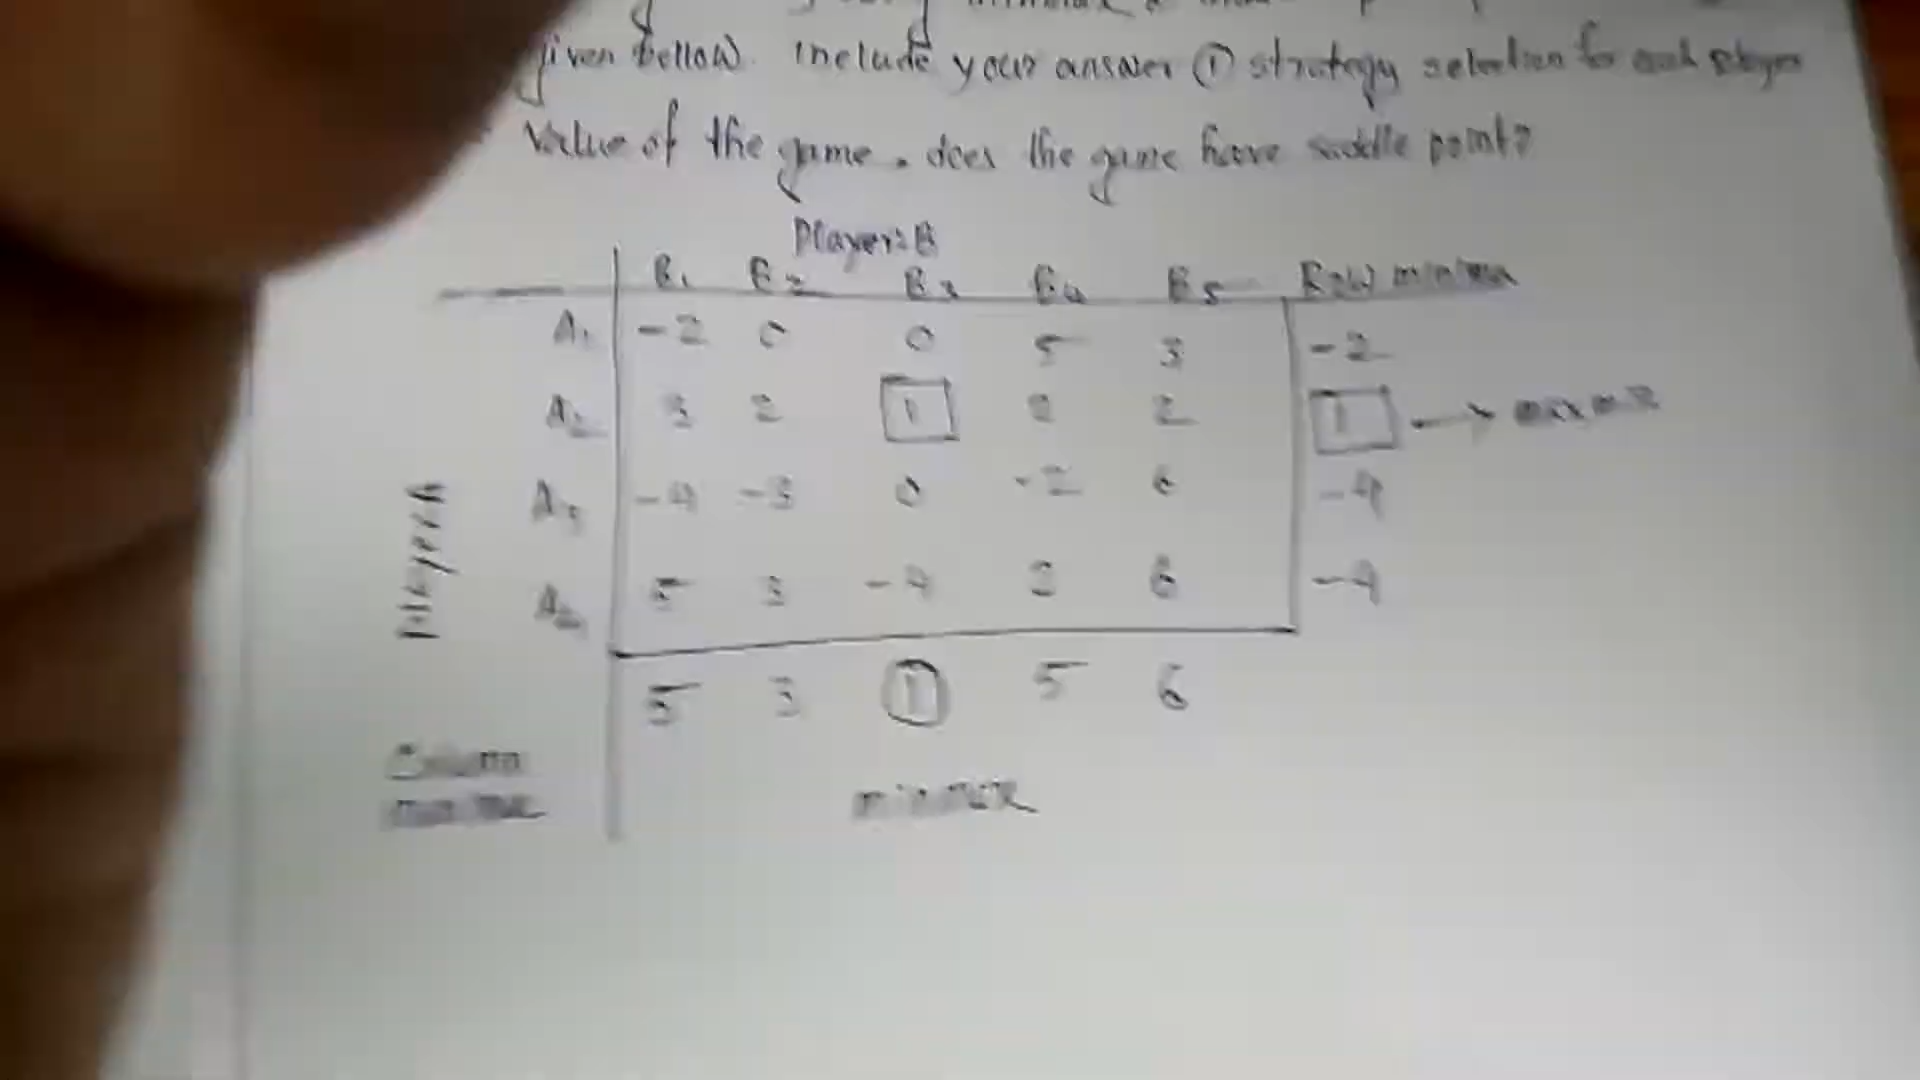 given bellow. include your answer ① strategy selection for each player
value of the game. does the game have saddle point?
Player: B
B1 B2 B3 B4 B5 Row minima
A1 -2 0 0 5 3 -2
A2 3 2 1 2 2 1
A3 -4 -3 0 -2 6 -4
A4 5 3 -4 2 6 -4
Player: A
5 3 1 5 6
Column
minmax